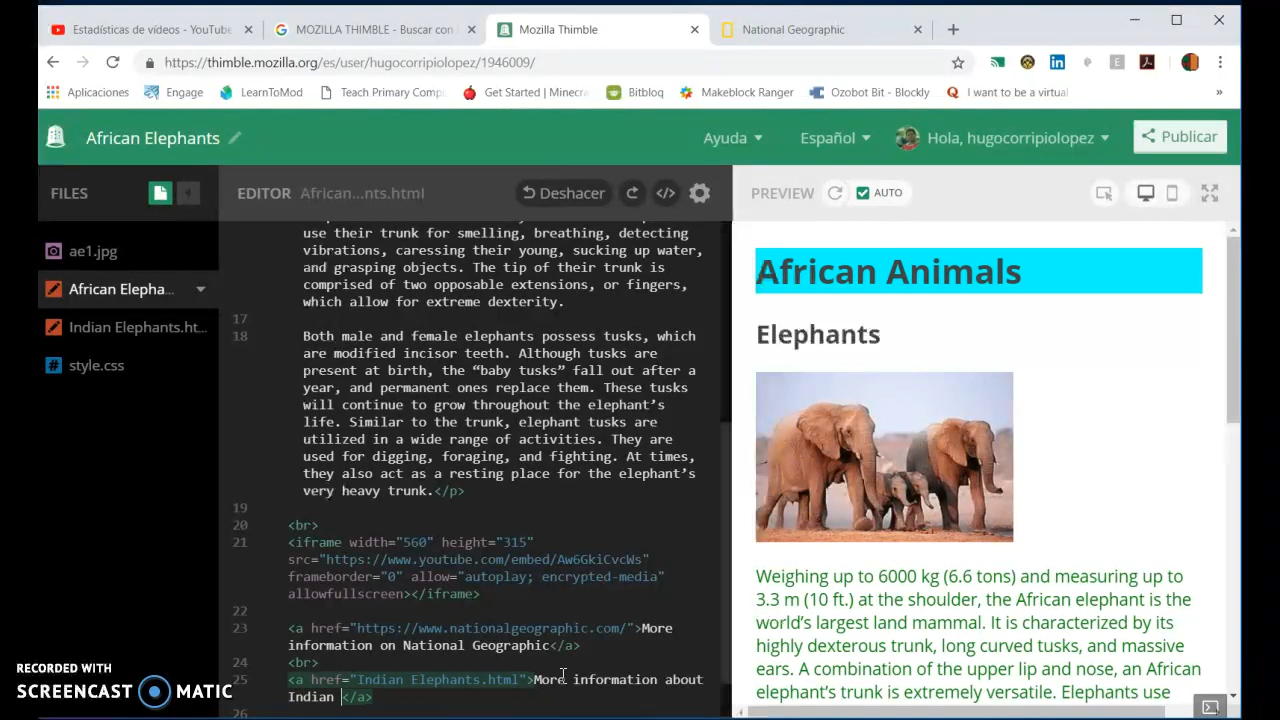 Estadísticas de vídeos - YouTube
MOZILLA THIMBLE - Buscar con
Mozilla Thimble
National Geographic
https://thimble.mozilla.org/es/user/hugocorripiolopez/1946009/
Aplicaciones
Engage
LearnToMod
Teach Primary Comp
Get Started | Minecra
Bitbloq
Makeblock Ranger
Ozobot Bit - Blockly
I want to be a virtual
»
African Elephants
Ayuda
Español
Hola, hugocorripiolopez
Publicar
FILES
EDITOR African...nts.html
Deshacer
PREVIEW
AUTO
ae1.jpg
African Elepha...
Indian Elephants.ht...
style.css
use their trunk for smelling, breathing, detecting
vibrations, caressing their young, sucking up water,
and grasping objects. The tip of their trunk is
comprised of two opposable extensions, or fingers,
which allow for extreme dexterity.
17
18 Both male and female elephants possess tusks, which
are modified incisor teeth. Although tusks are
present at birth, the “baby tusks” fall out after a
year, and permanent ones replace them. These tusks
will continue to grow throughout the elephant’s
life. Similar to the trunk, elephant tusks are
utilized in a wide range of activities. They are
used for digging, foraging, and fighting. At times,
they also act as a resting place for the elephant’s
very heavy trunk.</p>
19
20 <br>
21 <iframe width="560" height="315"
src="https://www.youtube.com/embed/Aw6GkiCvcWs"
frameborder="0" allow="autoplay; encrypted-media"
allowfullscreen></iframe>
22
23 <a href="https://www.nationalgeographic.com/">More
information on National Geographic</a>
24 <br>
25 <a href="Indian Elephants.html">More information about
Indian </a>
26
African Animals
Elephants
Weighing up to 6000 kg (6.6 tons) and measuring up to
3.3 m (10 ft.) at the shoulder, the African elephant is the
world’s largest land mammal. It is characterized by its
highly dexterous trunk, long curved tusks, and massive
ears. A combination of the upper lip and nose, an African
elephant’s trunk is extremely versatile. Elephants use
RECORDED WITH
SCREENCAST MATIC